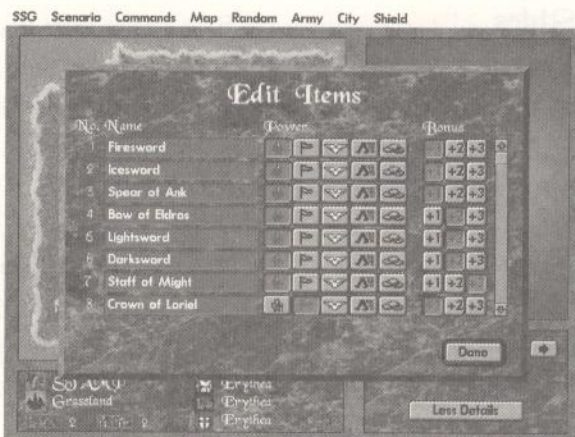 SSG Scenario Commands Map Random Army City Shield
Edit Items
No. Name Power Bonus
1 Firesword +2 +3
2 Icesword +2 +3
3 Spear of Ank +2 +3
4 Bow of Eldros +1 +3
5 Lightsword +1 +3
6 Darksword +1 +3
7 Staff of Might +1 +2
8 Crown of Loriel +2 +3
Done
Erythea
Grassland Erythea
Erythea
Less Details